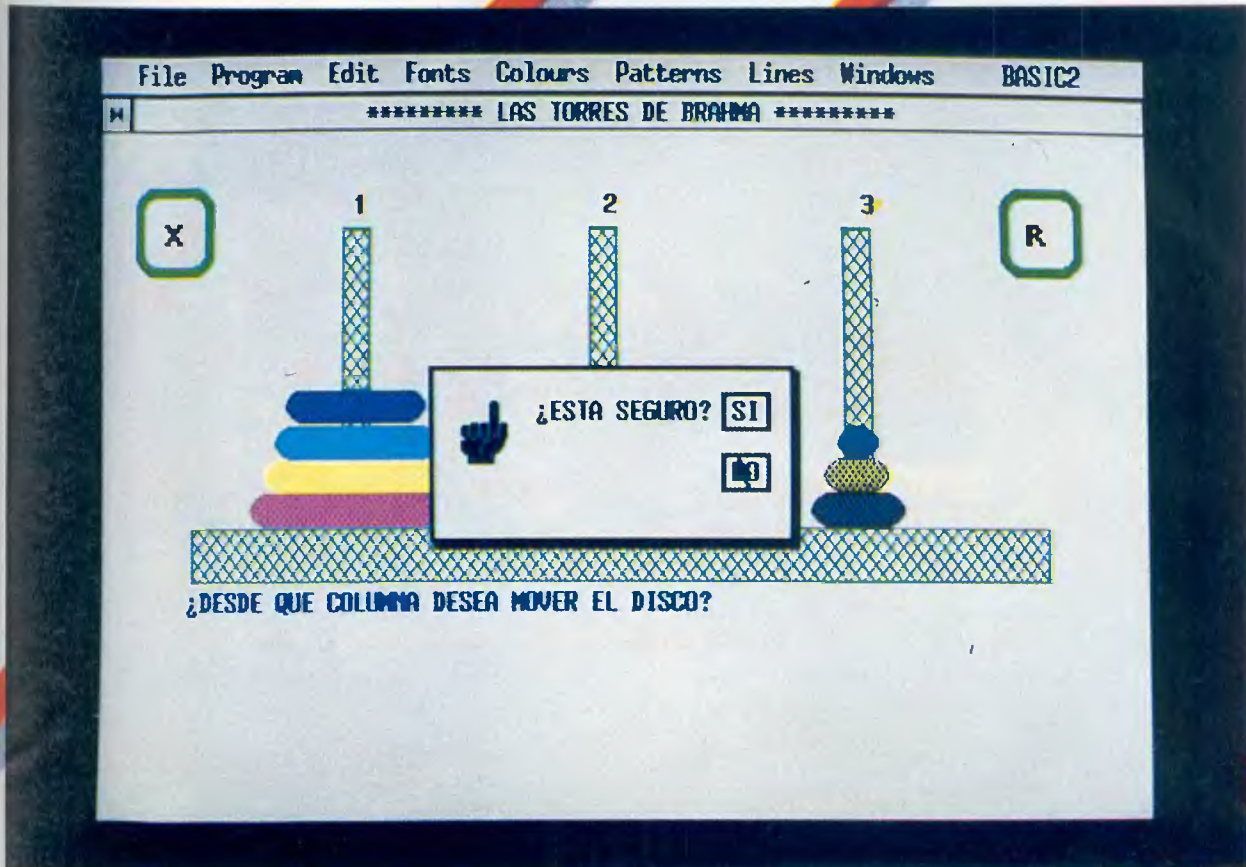 File Program Edit Fonts Colours Patterns Lines Windows BASIC2
********* LAS TORRES DE BRAHMA *********
1 2 3
X R
¿ESTA SEGURO? SI
NO
¿DESDE QUE COLUMNA DESEA MOVER EL DISCO?